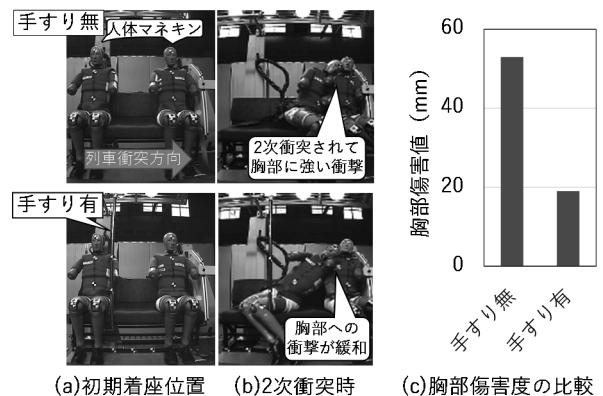 手すり無
人体マネキン
列車衝突方向
2次衝突されて
胸部に強い衝撃
手すり有
胸部への
衝撃が緩和
(a)初期着座位置
(b)2次衝突時
胸部傷害値（mm）
60
40
20
0
手すり無
手すり有
(c)胸部傷害度の比較